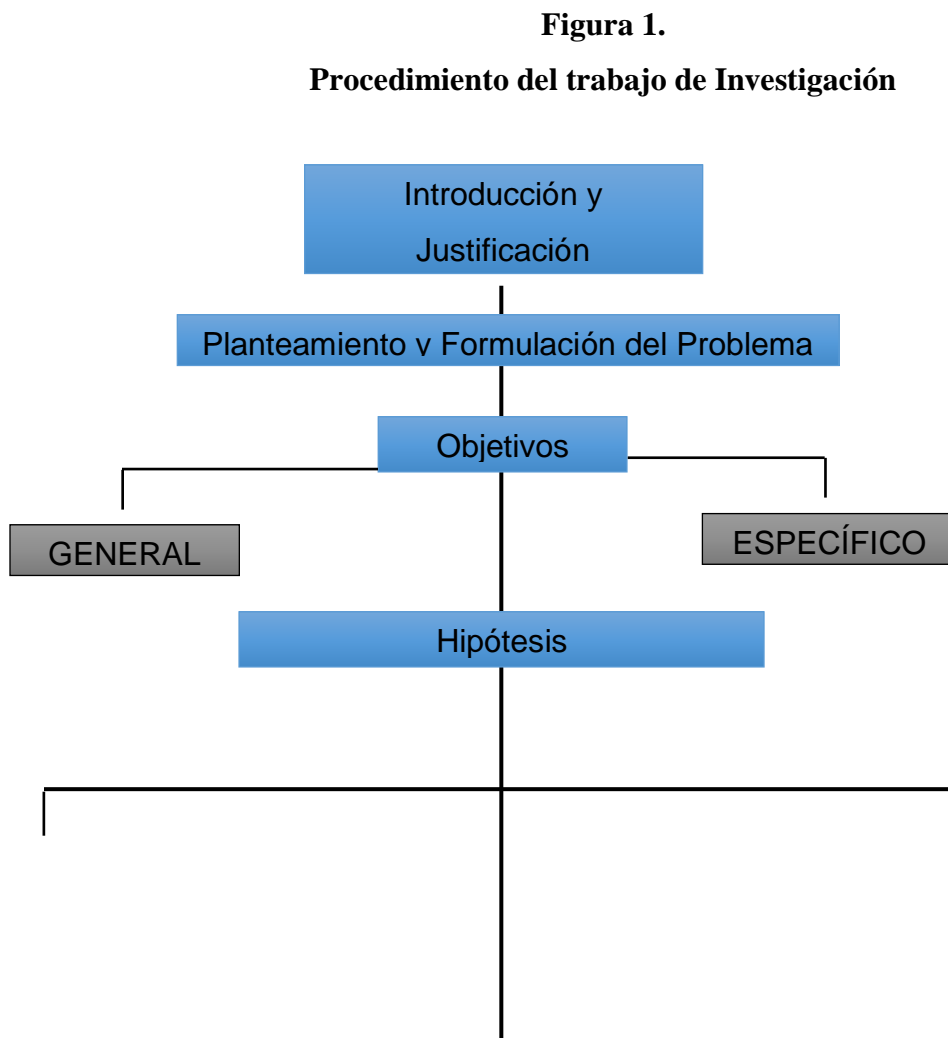 Figura 1.
Procedimiento del trabajo de Investigación
Introducción y
Justificación
Planteamiento y Formulación del Problema
Objetivos
GENERAL
ESPECÍFICO
Hipótesis